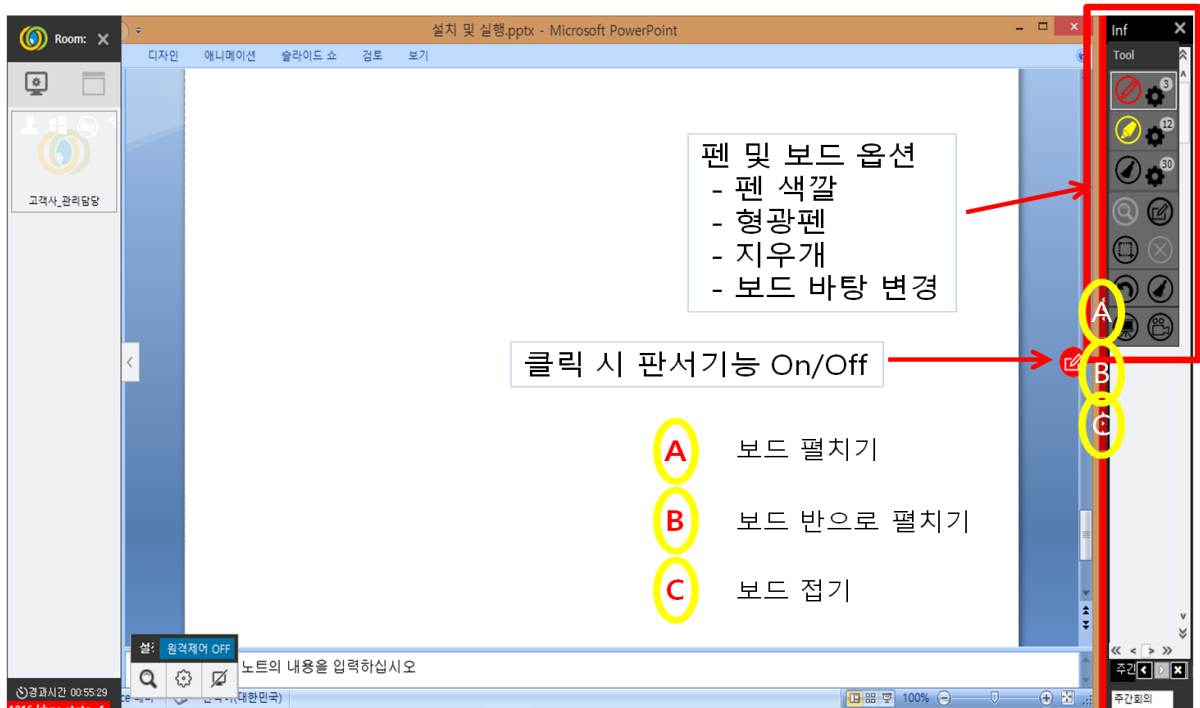 Room:
설치 및 실행.pptx - Microsoft PowerPoint
Inf
디자인 애니메이션 슬라이드 쇼 검토 보기
Tool
3
12
30
고객사_관리담당
펜 및 보드 옵션
- 펜 색깔
- 형광펜
- 지우개
- 보드 바탕 변경
클릭 시 판서기능 On/Off
A
B
C
A 보드 펼치기
B 보드 반으로 펼치기
C 보드 접기
원격제어 OFF
노트의 내용을 입력하십시오
경과시간 00:55:29
(대한민국)
100%
주간
주간회의